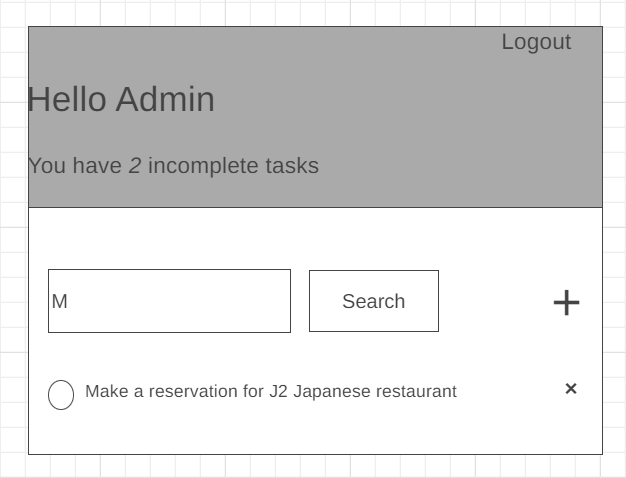 Logout
Hello Admin
You have 2 incomplete tasks
M
Search
+
Make a reservation for J2 Japanese restaurant
×